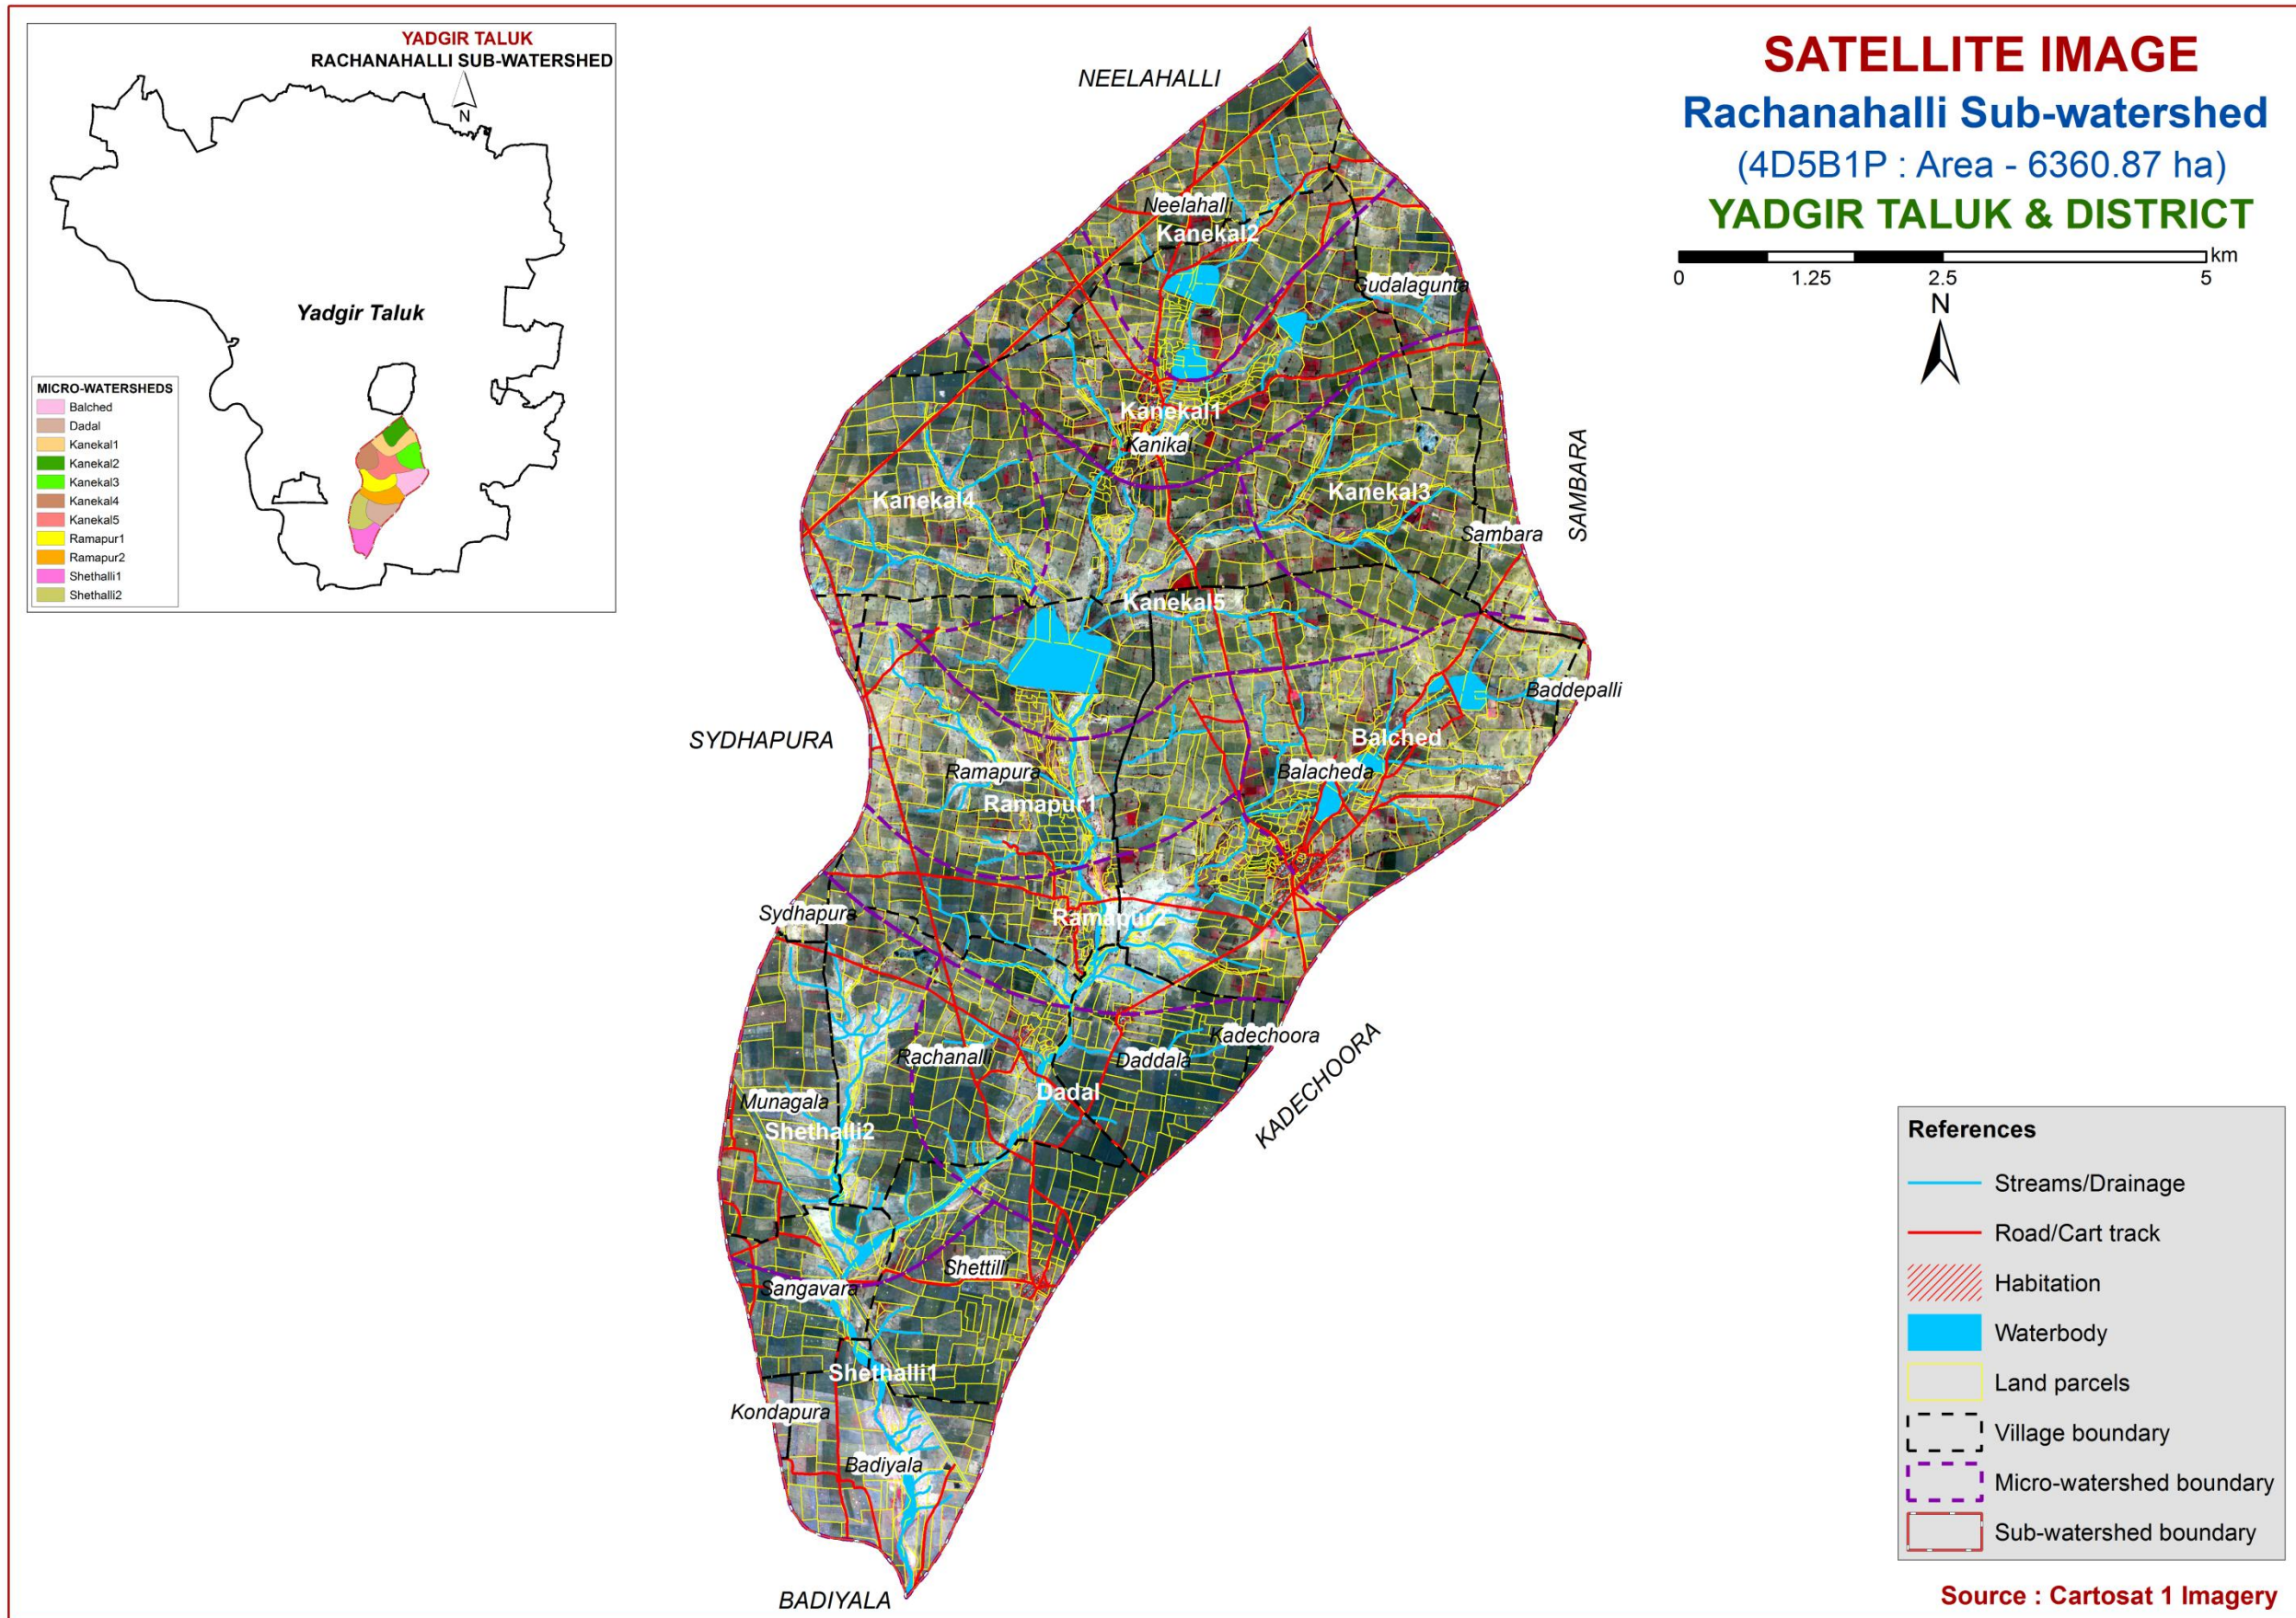 YADGIR TALUK
RACHANAHALLI SUB-WATERSHED
N
Yadgir Taluk
MICRO-WATERSHEDS
Balched
Dadal
Kanekal1
Kanekal2
Kanekal3
Kanekal4
Kanekal5
Ramapur1
Ramapur2
Shethalli1
Shethalli2
SATELLITE IMAGE
Rachanahalli Sub-watershed
(4D5B1P : Area - 6360.87 ha)
YADGIR TALUK & DISTRICT
km
0 1.25 2.5 5
N
NEELAHALLI
Neelahalli
Kanekal2
Gudalagunta
Kanekal1
Kanikal
Kanekal4
Kanekal3
SAMBARA
Sambara
Kanekal5
Baddepalli
SYDHAPURA
Balched
Ramapura
Balacheda
Ramapur1
Sydhapura
Ramapur2
Kadechoora
Rachanalli
Daddala
KADECHOORA
Dadal
Munagala
Shethalli2
Shettilli
Sangavara
Shethalli1
Kondapura
Badiyala
BADIYALA
References
Streams/Drainage
Road/Cart track
Habitation
Waterbody
Land parcels
Village boundary
Micro-watershed boundary
Sub-watershed boundary
Source : Cartosat 1 Imagery